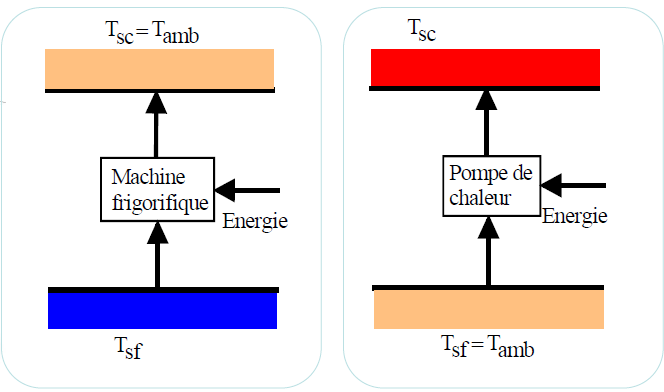 Tsc = Tamb
Machine
frigorifique
Energie
Tsf
Tsc
Pompe de
chaleur
Energie
Tsf = Tamb